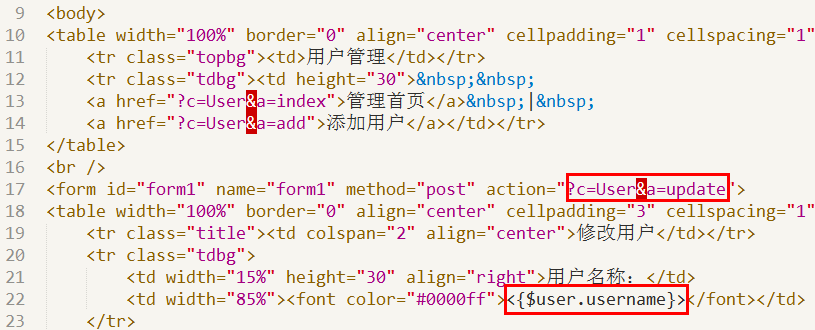 9 <body>
10 <table width="100%" border="0" align="center" cellpadding="1" cellspacing="1"
11 <tr class="topbg"><td>用户管理</td></tr>
12 <tr class="tdbg"><td height="30">&nbsp;&nbsp;
13 <a href="?c=User&a=index">管理首页</a>&nbsp;|&nbsp;
14 <a href="?c=User&a=add">添加用户</a></td></tr>
15 </table>
16 <br />
17 <form id="form1" name="form1" method="post" action="?c=User&a=update">
18 <table width="100%" border="0" align="center" cellpadding="3" cellspacing="1"
19 <tr class="title"><td colspan="2" align="center">修改用户</td></tr>
20 <tr class="tdbg">
21 <td width="15%" height="30" align="right">用户名称：</td>
22 <td width="85%"><font color="#0000ff"><{$user.username}></font></td>
23 </tr>